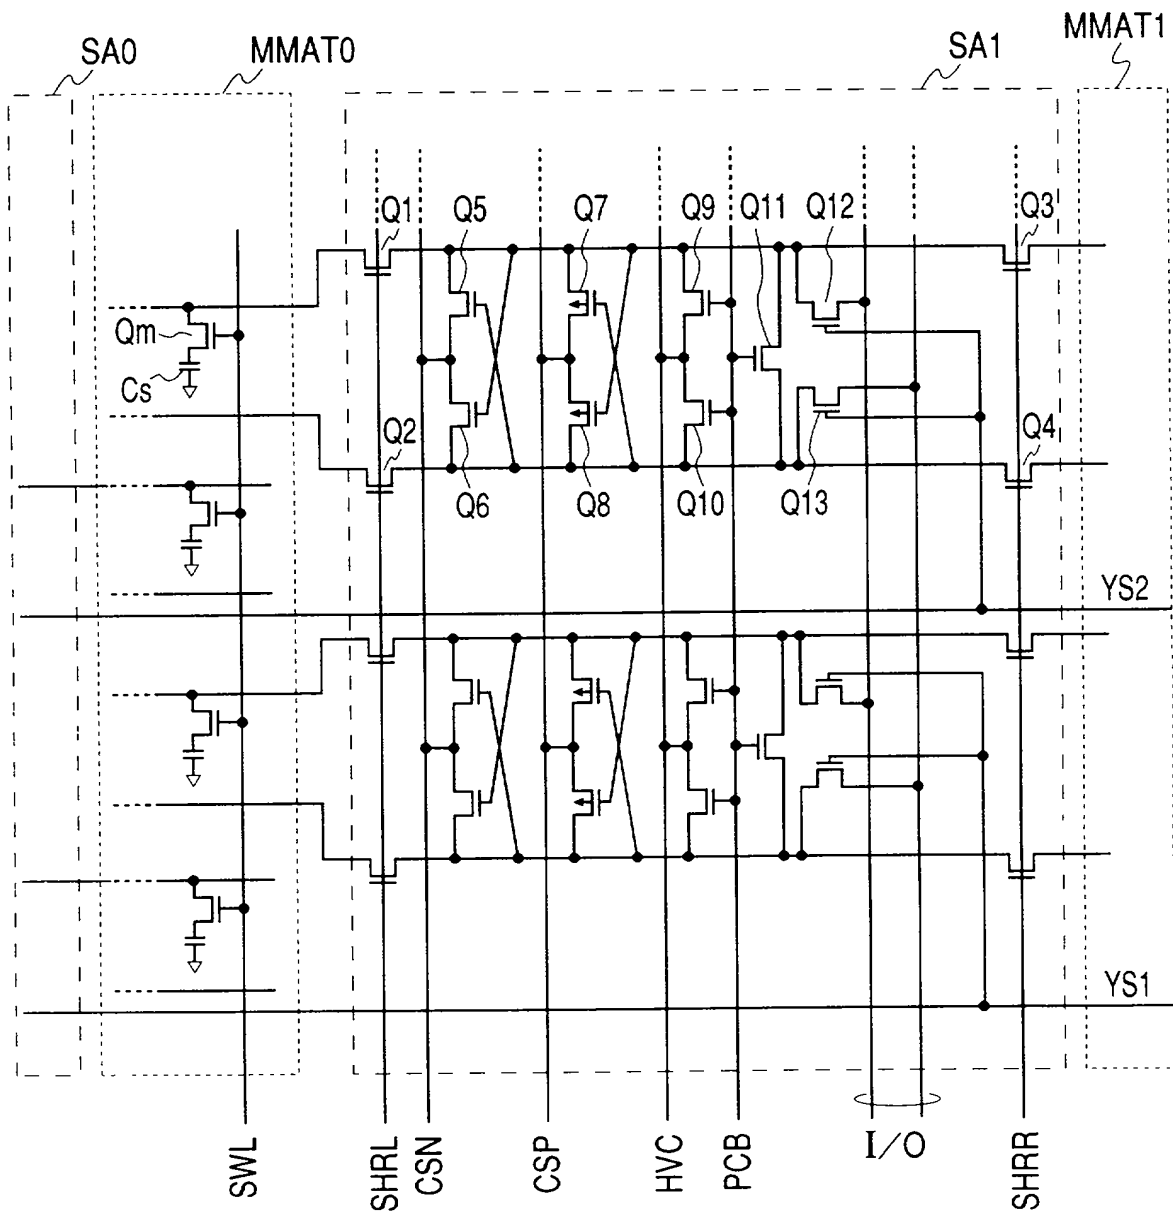 SA0 MMAT0 SA1 MMAT1
Q1 Q5 Q7 Q9 Q11 Q12 Q3
Qm
Cs
Q2 Q4
Q6 Q8 Q10 Q13
YS2
YS1
SWL SHRL CSN CSP HVC PCB I/O SHRR